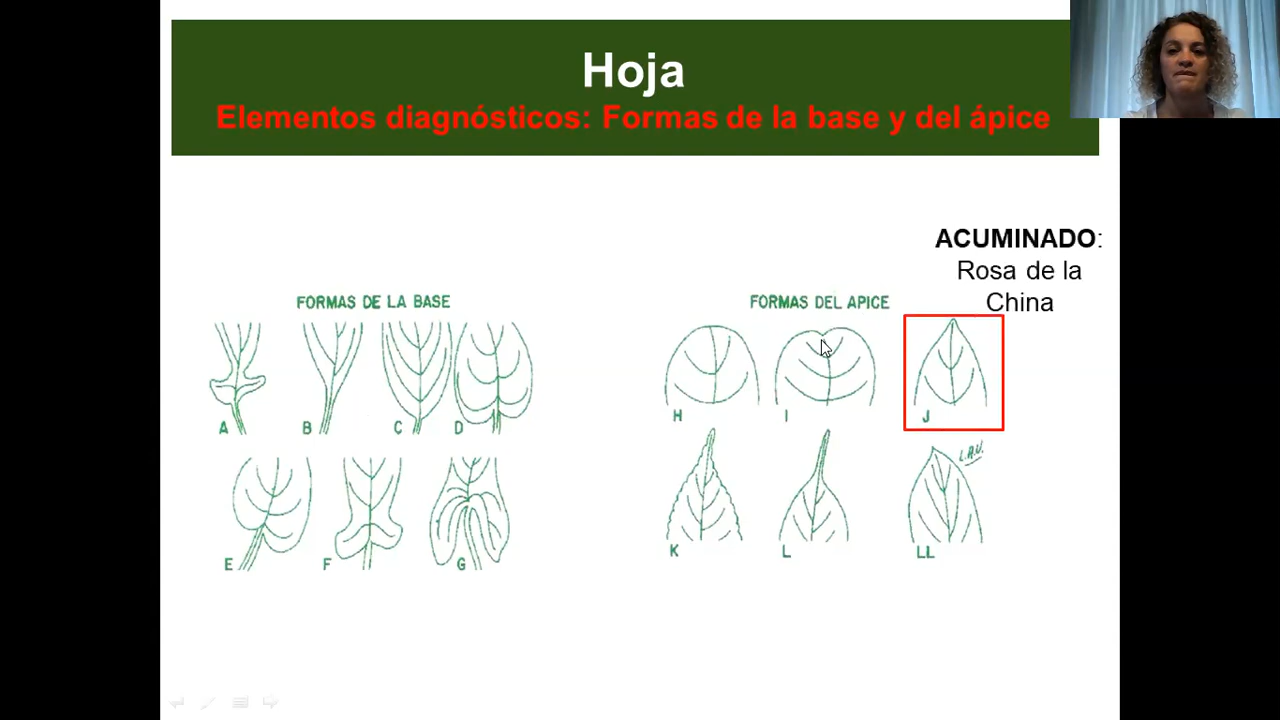 Hoja
Elementos diagnósticos: Formas de la base y del ápice
ACUMINADO:
Rosa de la
China
FORMAS DE LA BASE
FORMAS DEL APICE
A B C D
H I J
L.A.V.
E F G
K L LL